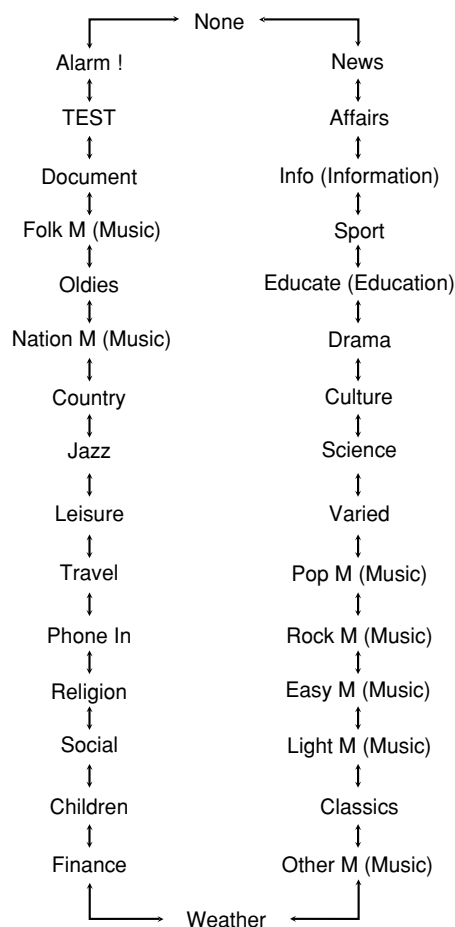 None
Alarm !
News
TEST
Affairs
Document
Info (Information)
Folk M (Music)
Sport
Oldies
Educate (Education)
Nation M (Music)
Drama
Country
Culture
Jazz
Science
Leisure
Varied
Travel
Pop M (Music)
Phone In
Rock M (Music)
Religion
Easy M (Music)
Social
Light M (Music)
Children
Classics
Finance
Other M (Music)
Weather